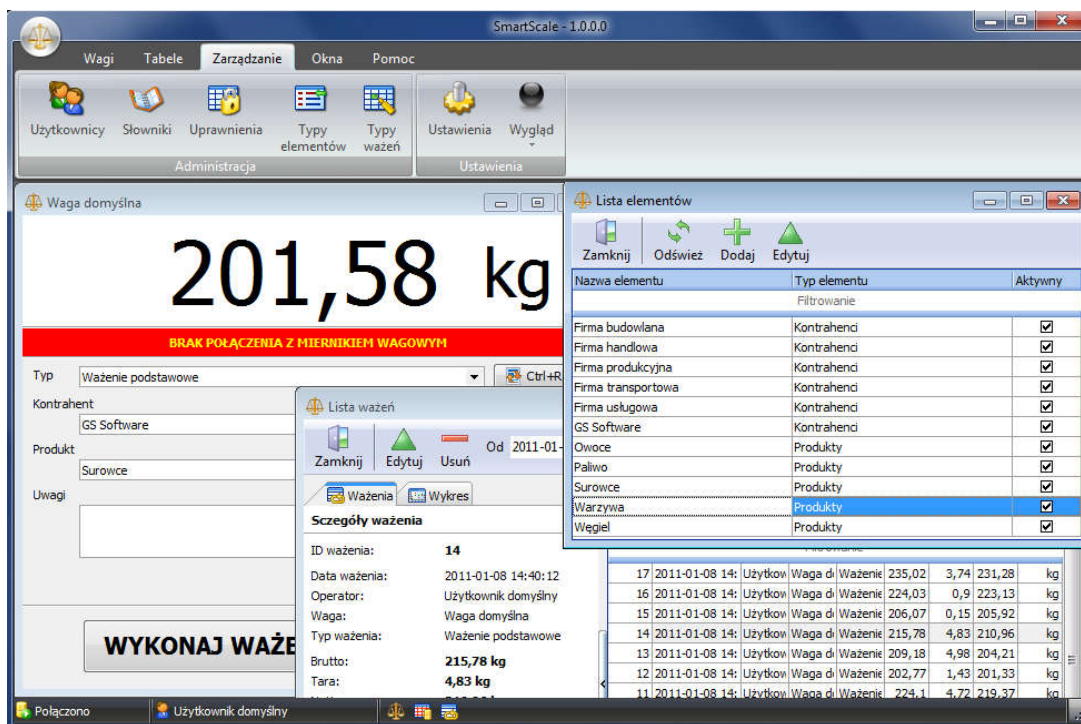 SmartScale - 1.0.0.0
Wagi Tabele Zarządzanie Okna Pomoc
Użytkownicy Słowniki Uprawnienia Typy elementów Typy ważeń Ustawienia Wygląd
Administracja Ustawienia
Waga domyślna
201,58 kg
BRAK POŁĄCZENIA Z MIERNIKIEM WAGOWYM
Typ Ważenie podstawowe Ctrl+R
Kontrahent
GS Software
Produkt
Surowce
Uwagi
WYKONAJ WAŻE
Lista elementów
Zamknij Odśwież Dodaj Edytuj
Nazwa elementu Typ elementu Aktywny
Filtrowanie
Firma budowlana Kontrahenci
Firma handlowa Kontrahenci
Firma produkcyjna Kontrahenci
Firma transportowa Kontrahenci
Firma usługowa Kontrahenci
GS Software Kontrahenci
Owoce Produkty
Paliwo Produkty
Surowce Produkty
Warzywa Produkty
Węgiel Produkty
Lista ważeń
Zamknij Edytuj Usuń Od 2011-01-
Ważenia Wykres
Szczegóły ważenia
ID ważenia: 14
Data ważenia: 2011-01-08 14:40:12
Operator: Użytkownik domyślny
Waga: Waga domyślna
Typ ważenia: Ważenie podstawowe
Brutto: 215,78 kg
Tara: 4,83 kg
17 2011-01-08 14: Użytkow Waga d Ważenie 235,02 3,74 231,28 kg
16 2011-01-08 14: Użytkow Waga d Ważenie 224,03 0,9 223,13 kg
15 2011-01-08 14: Użytkow Waga d Ważenie 206,07 0,15 205,92 kg
14 2011-01-08 14: Użytkow Waga d Ważenie 215,78 4,83 210,96 kg
13 2011-01-08 14: Użytkow Waga d Ważenie 209,18 4,98 204,21 kg
12 2011-01-08 14: Użytkow Waga d Ważenie 202,77 1,43 201,33 kg
11 2011-01-08 14: Użytkow Waga d Ważenie 224,1 4,72 219,37 kg
Połączono Użytkownik domyślny